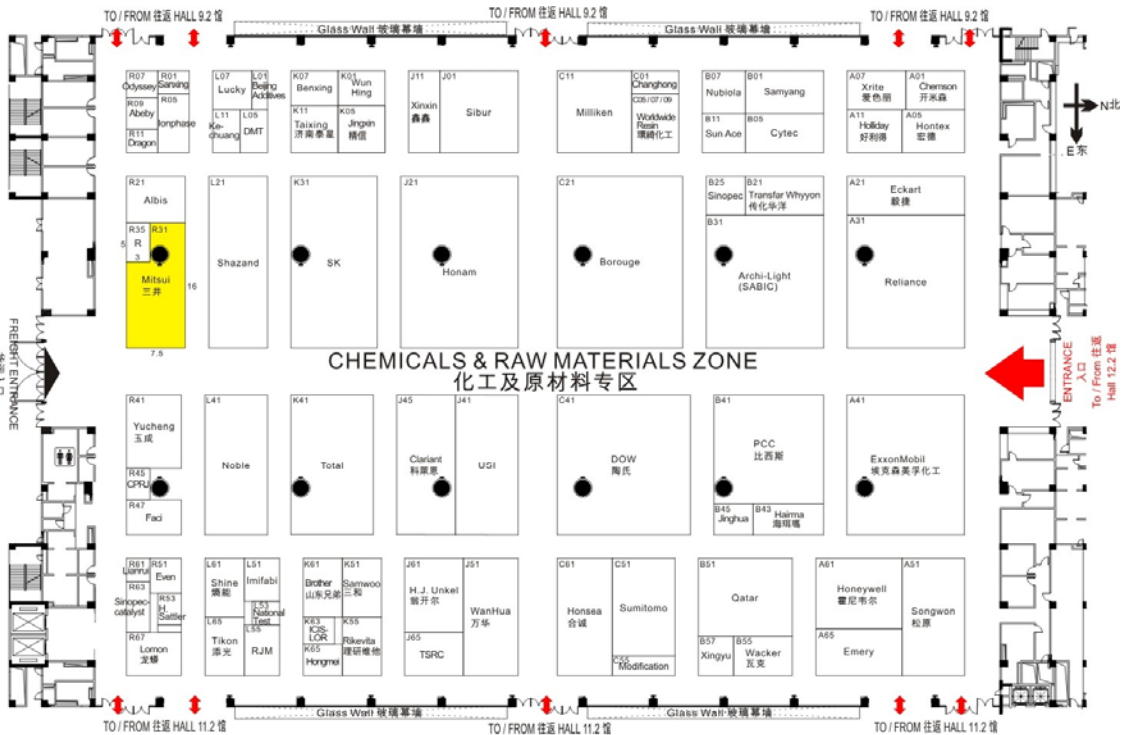 TO / FROM 往返 HALL 9.2 馆
TO / FROM 往返 HALL 9.2 馆
TO / FROM 往返 HALL 9.2 馆
Glass Wall 玻璃幕墙
Glass Wall 玻璃幕墙
R07
Odyssey
R01
Sanxing
R09
Abeby
R05
Ionphase
R11
Dragon
L07
Lucky
L01
Beijing
Additives
L11
Ke-
chuang
L05
DMT
K07
Benxing
K01
Wun
Hing
K11
Taixing
济南泰星
K05
Jingxin
精信
J11
Xinxin
鑫鑫
J01
Sibur
C11
Milliken
C01
Changhong
C05/07/09
Worldwide
Resin
環緯化工
B07
Nubiola
B01
Samyang
B11
Sun Ace
B05
Cytec
A07
Xrite
爱色丽
A01
Chemson
开米森
A11
Holliday
好利得
A05
Hontex
宏德
N北
E东
R21
Albis
R35
R
3
5
R31
Mitsui
三井
16
7.5
L21
Shazand
K31
SK
J21
Honam
C21
Borouge
B25
Sinopec
B21
Transfar Whyyon
传化华洋
B31
Archi-Light
(SABIC)
A21
Eckart
毅捷
A31
Reliance
FREIGHT ENTRANCE
CHEMICALS & RAW MATERIALS ZONE
化工及原材料专区
ENTRANCE
入口
To / From 往返
Hall 12.2 馆
R41
Yucheng
玉成
R45
CPRJ
R47
Faci
L41
Noble
K41
Total
J45
Clariant
科莱恩
J41
USI
C41
DOW
陶氏
B41
PCC
比西斯
B45
Jinghua
B43
Hairma
海珥瑪
A41
ExxonMobil
埃克森美孚化工
R61
Lianrui
R51
Even
R63
Sinopec-
catalyst
R53
H.
Sattler
R67
Lomon
龙蟒
L61
Shine
熵能
L51
Imifabi
L53
National
Test
L65
Tikon
添光
L55
RJM
K61
Brother
山东兄弟
K51
Samwoo
三和
K63
ICIS-
LOR
K65
Hongmei
K55
Rikevita
理研维他
J61
H.J. Unkel
翁开尔
J65
TSRC
J51
WanHua
万华
C61
Honsea
合诚
C51
Sumitomo
C55
Modification
B51
Qatar
B57
Xingyu
B55
Wacker
瓦克
A61
Honeywell
霍尼韦尔
A65
Emery
A51
Songwon
松原
Glass Wall 玻璃幕墙
Glass Wall 玻璃幕墙
TO / FROM 往返 HALL 11.2 馆
TO / FROM 往返 HALL 11.2 馆
TO / FROM 往返 HALL 11.2 馆